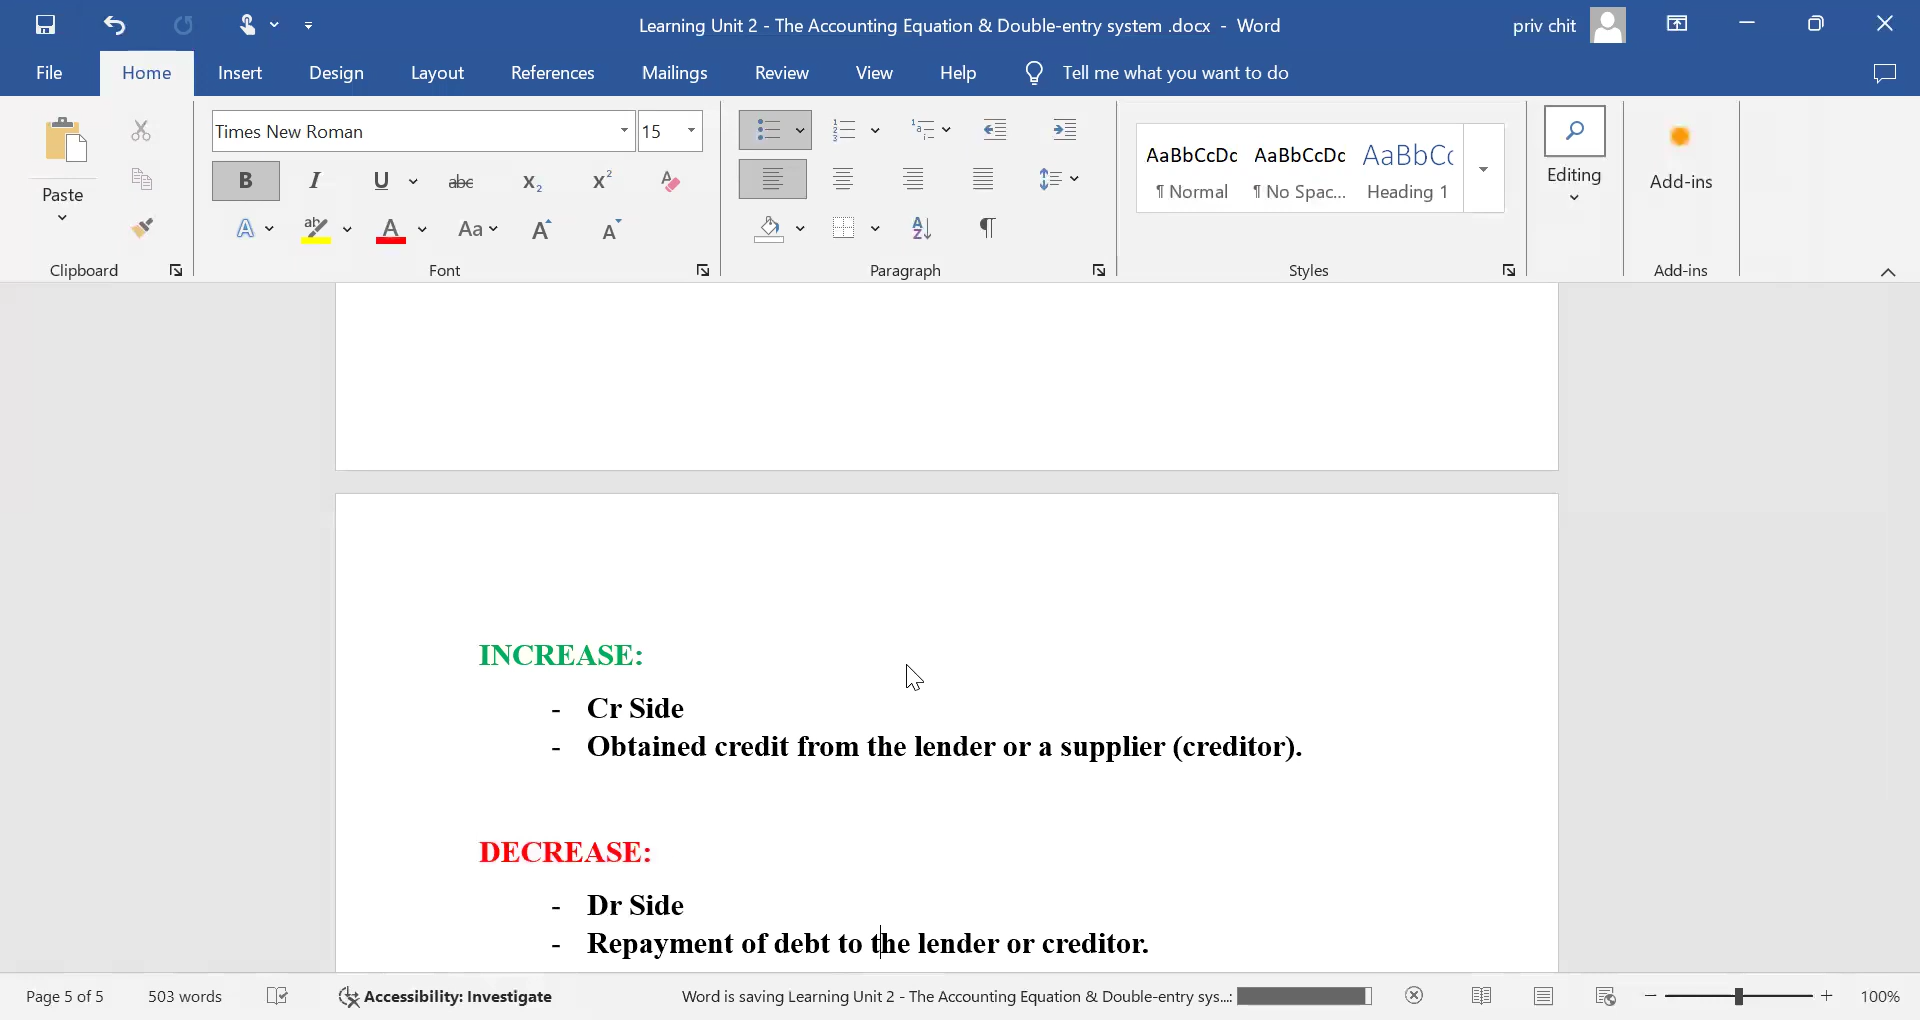 Learning Unit 2 - The Accounting Equation & Double-entry system .docx - Word
priv chit
File
Home
Insert
Design
Layout
References
Mailings
Review
View
Help
Tell me what you want to do
Paste
Clipboard
Times New Roman
15
B
I
U
abc
X₂
X²
A
ab
A
Aa
A
A
Font
Paragraph
AaBbCcDc
AaBbCcDc
AaBbCc
¶ Normal
¶ No Spac...
Heading 1
Styles
Editing
Add-ins
Add-ins
INCREASE:
- Cr Side
- Obtained credit from the lender or a supplier (creditor).
DECREASE:
- Dr Side
- Repayment of debt to the lender or creditor.
Page 5 of 5
503 words
Accessibility: Investigate
Word is saving Learning Unit 2 - The Accounting Equation & Double-entry sys...:
100%